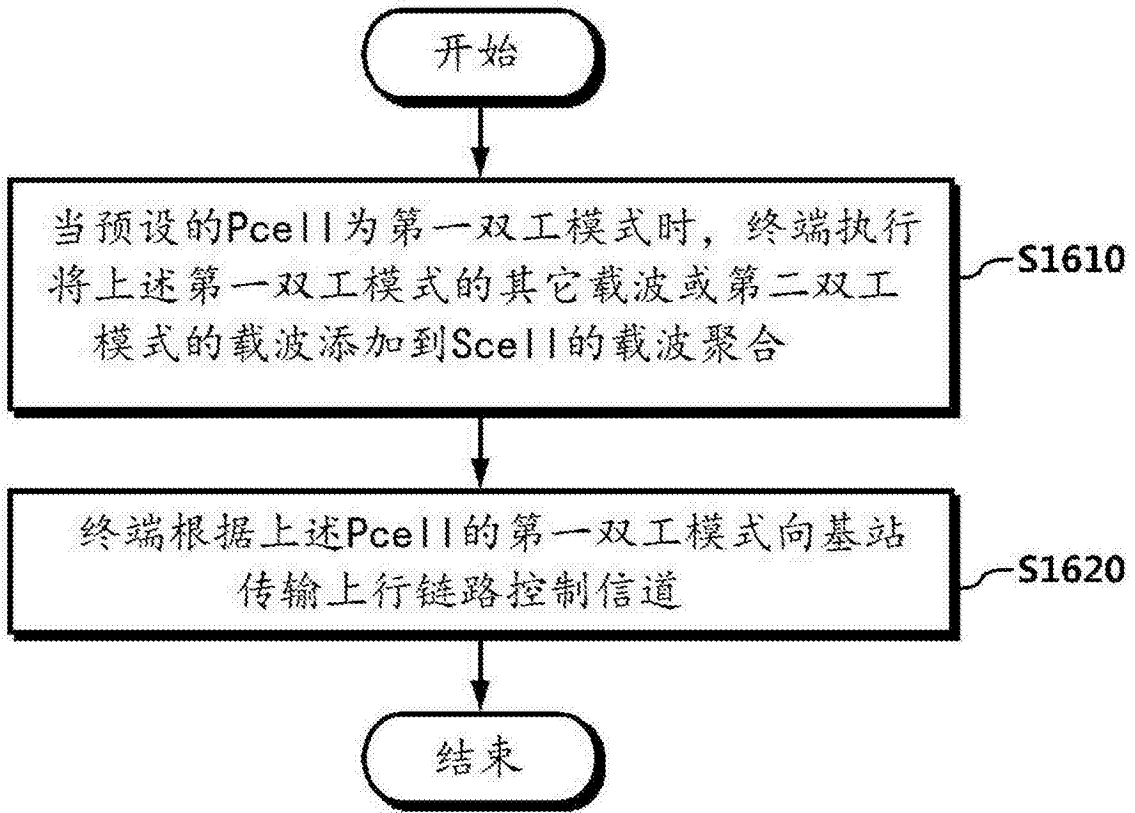 开始
当预设的Pcell为第一双工模式时，终端执行
将上述第一双工模式的其它载波或第二双工
模式的载波添加到Scell的载波聚合
S1610
终端根据上述Pcell的第一双工模式向基站
传输上行链路控制信道
S1620
结束